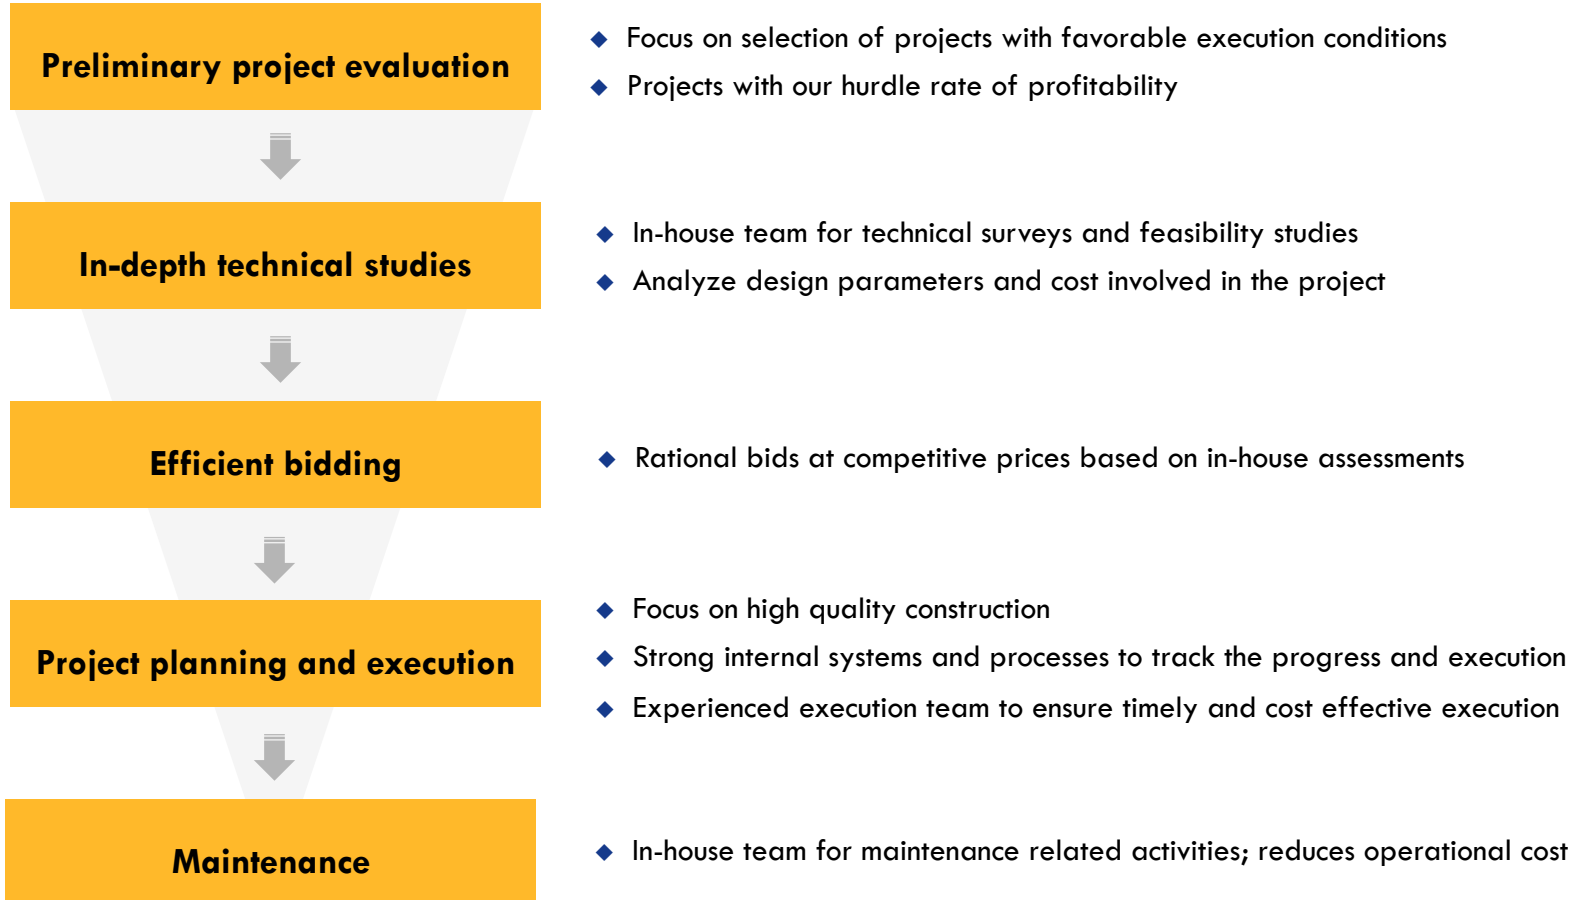 Preliminary project evaluation
◆ Focus on selection of projects with favorable execution conditions
◆ Projects with our hurdle rate of profitability
In-depth technical studies
◆ In-house team for technical surveys and feasibility studies
◆ Analyze design parameters and cost involved in the project
Efficient bidding
◆ Rational bids at competitive prices based on in-house assessments
Project planning and execution
◆ Focus on high quality construction
◆ Strong internal systems and processes to track the progress and execution
◆ Experienced execution team to ensure timely and cost effective execution
Maintenance
◆ In-house team for maintenance related activities; reduces operational cost